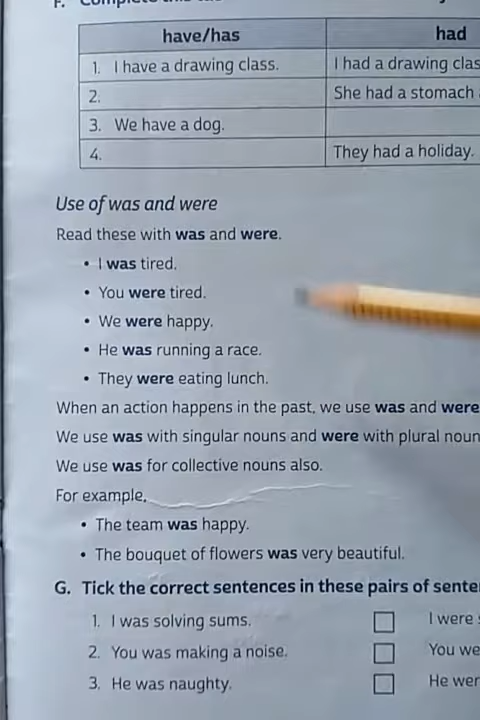 F.
have/has had
1. I have a drawing class. I had a drawing clas
2. She had a stomach
3. We have a dog.
4. They had a holiday.
Use of was and were
Read these with was and were.
• I was tired.
• You were tired.
• We were happy.
• He was running a race.
• They were eating lunch.
When an action happens in the past, we use was and were
We use was with singular nouns and were with plural noun
We use was for collective nouns also.
For example,
• The team was happy.
• The bouquet of flowers was very beautiful.
G. Tick the correct sentences in these pairs of sente
1. I was solving sums. I were
2. You was making a noise. You we
3. He was naughty. He wer